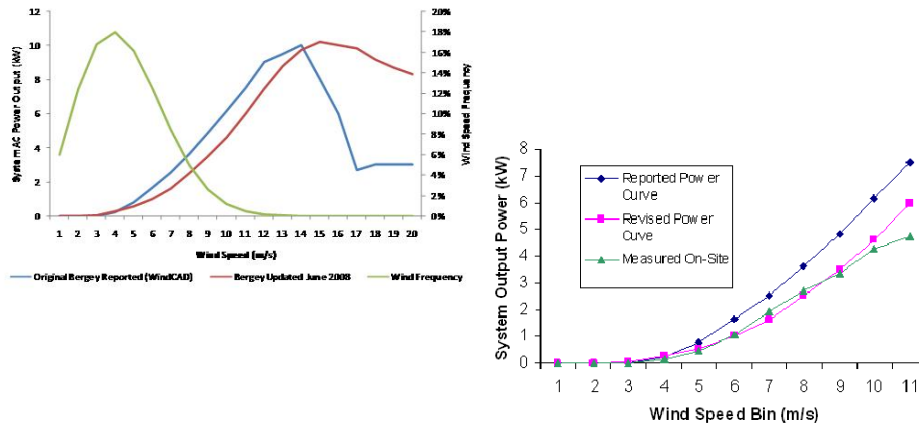 System AC Power Output (kW)
12
10
8
6
4
2
0
20%
18%
16%
14%
12%
10%
8%
6%
4%
2%
0%
Wind Speed Frequency
1 2 3 4 5 6 7 8 9 10 11 12 13 14 15 16 17 18 19 20
Wind Speed (m/s)
Original Bergey Reported (WindCAD) Bergey Updated June 2008 Wind Frequency
System Output Power (kW)
8
7
6
5
4
3
2
1
0
Reported Power
Curve
Revised Power
Curve
Measured On-Site
1 2 3 4 5 6 7 8 9 10 11
Wind Speed Bin (m/s)